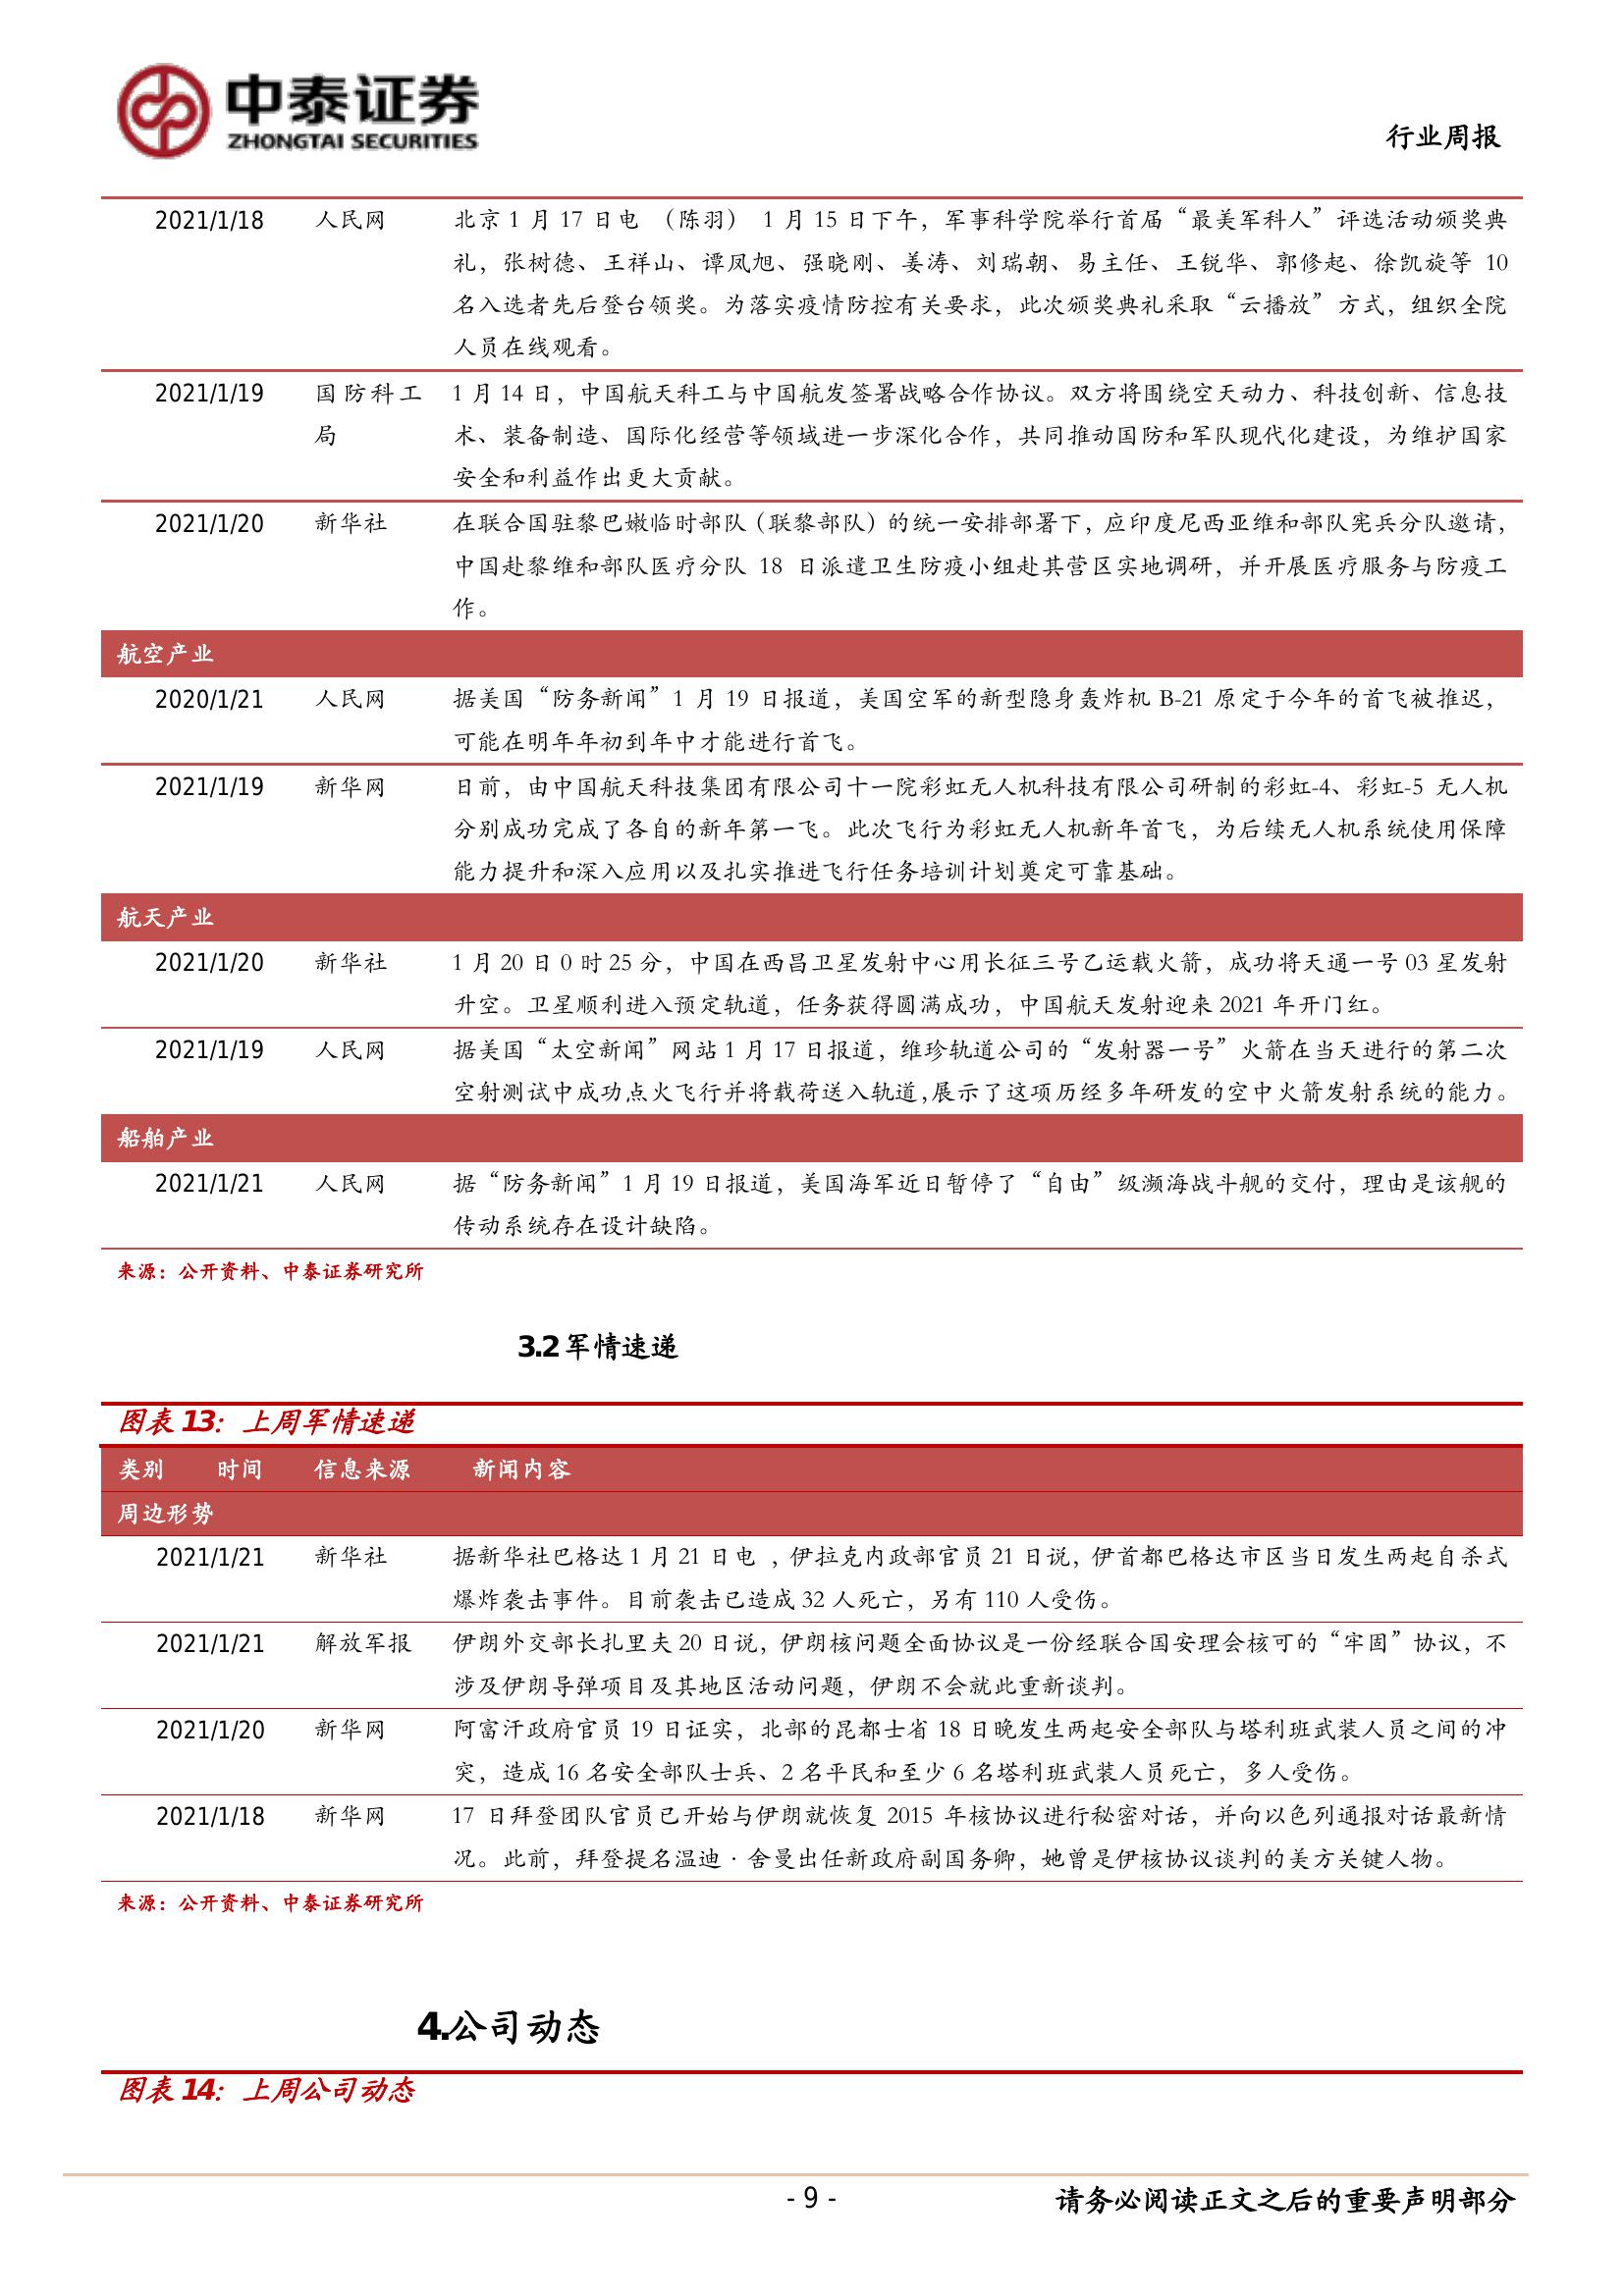 中泰证券
ZHONGTAI SECURITIES
行业周报
2021/1/18 人民网 北京 1 月 17 日电 （陈羽） 1 月 15 日下午，军事科学院举行首届“最美军科人”评选活动颁奖典
礼，张树德、王祥山、谭凤旭、强晓刚、姜涛、刘瑞朝、易主任、王锐华、郭修起、徐凯旋等 10
名入选者先后登台领奖。为落实疫情防控有关要求，此次颁奖典礼采取“云播放”方式，组织全院
人员在线观看。
2021/1/19 国防科工 1 月 14 日，中国航天科工与中国航发签署战略合作协议。双方将围绕空天动力、科技创新、信息技
局 术、装备制造、国际化经营等领域进一步深化合作，共同推动国防和军队现代化建设，为维护国家
安全和利益作出更大贡献。
2021/1/20 新华社 在联合国驻黎巴嫩临时部队（联黎部队）的统一安排部署下，应印度尼西亚维和部队宪兵分队邀请，
中国赴黎维和部队医疗分队 18 日派遣卫生防疫小组赴其营区实地调研，并开展医疗服务与防疫工
作。
航空产业
2020/1/21 人民网 据美国“防务新闻”1 月 19 日报道，美国空军的新型隐身轰炸机 B-21 原定于今年的首飞被推迟，
可能在明年年初到年中才能进行首飞。
2021/1/19 新华网 日前，由中国航天科技集团有限公司十一院彩虹无人机科技有限公司研制的彩虹-4、彩虹-5 无人机
分别成功完成了各自的新年第一飞。此次飞行为彩虹无人机新年首飞，为后续无人机系统使用保障
能力提升和深入应用以及扎实推进飞行任务培训计划奠定可靠基础。
航天产业
2021/1/20 新华社 1 月 20 日 0 时 25 分，中国在西昌卫星发射中心用长征三号乙运载火箭，成功将天通一号 03 星发射
升空。卫星顺利进入预定轨道，任务获得圆满成功，中国航天发射迎来 2021 年开门红。
2021/1/19 人民网 据美国“太空新闻”网站 1 月 17 日报道，维珍轨道公司的“发射器一号”火箭在当天进行的第二次
空射测试中成功点火飞行并将载荷送入轨道,展示了这项历经多年研发的空中火箭发射系统的能力。
船舶产业
2021/1/21 人民网 据“防务新闻”1 月 19 日报道，美国海军近日暂停了“自由”级濒海战斗舰的交付，理由是该舰的
传动系统存在设计缺陷。
来源：公开资料、中泰证券研究所
3.2 军情速递
图表 13：上周军情速递
类别 时间 信息来源 新闻内容
周边形势
2021/1/21 新华社 据新华社巴格达 1 月 21 日电 ，伊拉克内政部官员 21 日说，伊首都巴格达市区当日发生两起自杀式
爆炸袭击事件。目前袭击已造成 32 人死亡，另有 110 人受伤。
2021/1/21 解放军报 伊朗外交部长扎里夫 20 日说，伊朗核问题全面协议是一份经联合国安理会核可的“牢固”协议，不
涉及伊朗导弹项目及其地区活动问题，伊朗不会就此重新谈判。
2021/1/20 新华网 阿富汗政府官员 19 日证实，北部的昆都士省 18 日晚发生两起安全部队与塔利班武装人员之间的冲
突，造成 16 名安全部队士兵、2 名平民和至少 6 名塔利班武装人员死亡，多人受伤。
2021/1/18 新华网 17 日拜登团队官员已开始与伊朗就恢复 2015 年核协议进行秘密对话，并向以色列通报对话最新情
况。此前，拜登提名温迪·舍曼出任新政府副国务卿，她曾是伊核协议谈判的美方关键人物。
来源：公开资料、中泰证券研究所
4.公司动态
图表 14：上周公司动态
- 9 -
请务必阅读正文之后的重要声明部分